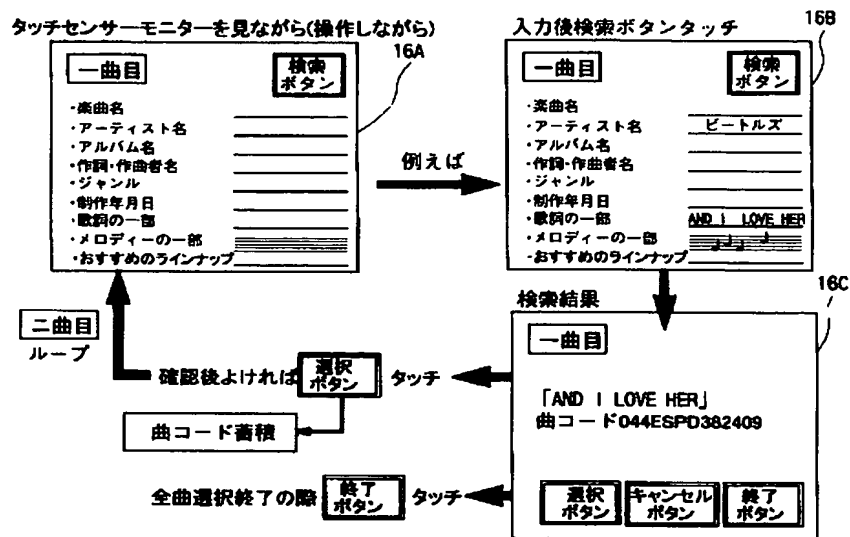 タッチセンサーモニターを見ながら(操作しながら)
16A
一曲目
検索
ボタン
・楽曲名
・アーティスト名
・アルバム名
・作詞・作曲者名
・ジャンル
・制作年月日
・歌詞の一部
・メロディーの一部
・おすすめのラインナップ
例えば
入力後検索ボタンタッチ
16B
一曲目
検索
ボタン
・楽曲名
・アーティスト名 ビートルズ
・アルバム名
・作詞・作曲者名
・ジャンル
・制作年月日
・歌詞の一部 AND I LOVE HER
・メロディーの一部
・おすすめのラインナップ
検索結果
16C
一曲目
「AND I LOVE HER」
曲コード044ESPD382409
選択
ボタン
キャンセル
ボタン
終了
ボタン
二曲目
ループ
確認後よければ
選択
ボタン
タッチ
曲コード蓄積
全曲選択終了の際
終了
ボタン
タッチ